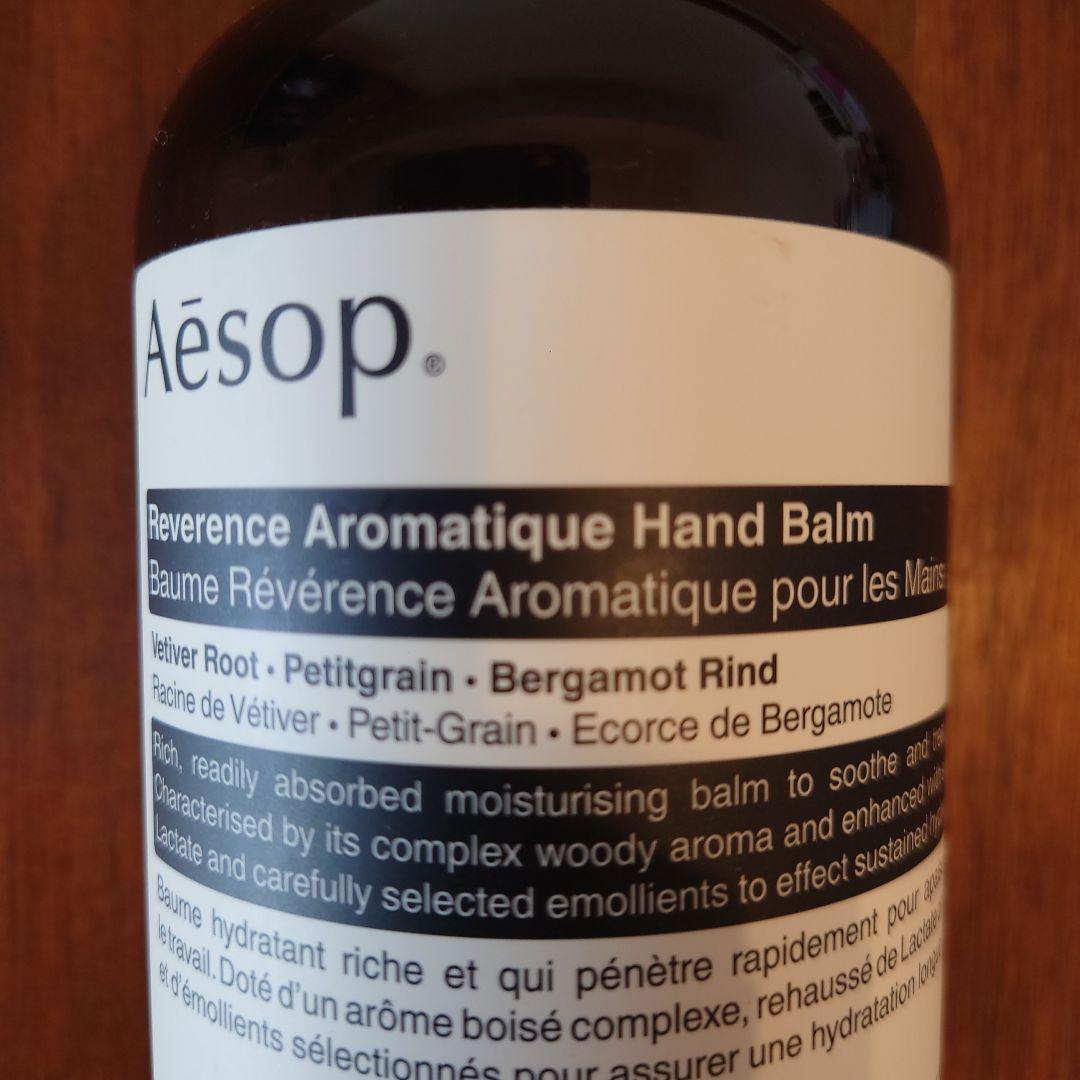 Aēsop®
Reverence Aromatique Hand Balm
Baume Révérence Aromatique pour les Mains
Vetiver Root • Petitgrain • Bergamot Rind
Racine de Vétiver • Petit-Grain • Ecorce de Bergamote
Rich, readily absorbed moisturising balm to soothe and
Characterised by its complex woody aroma and enhanced
Lactate and carefully selected emollients to effect sustained
Baume hydratant riche et qui pénètre rapidement pour
le travail. Doté d'un arôme boisé complexe, rehaussé de Lactate
et d'émollients sélectionnés pour assurer une hydratation